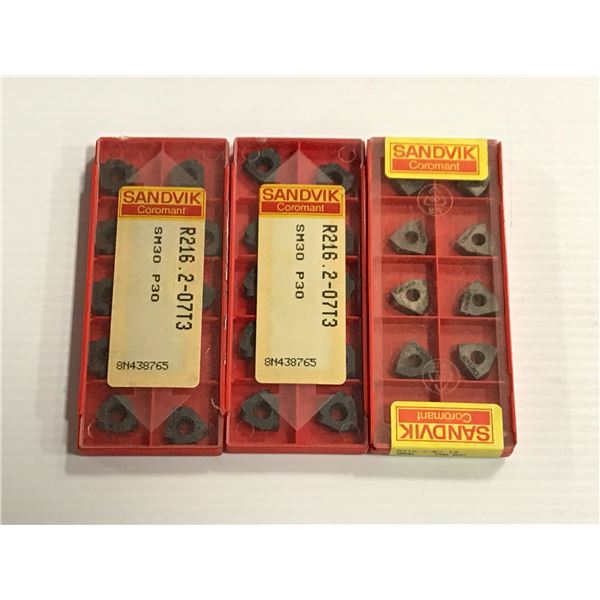 SANDVIK
Coromant
R216.2-07T3
SM30 P30
8N438765
SANDVIK
Coromant
R216.2-07T3
SM30 P30
8N438765
SANDVIK
Coromant
SANDVIK
Coromant